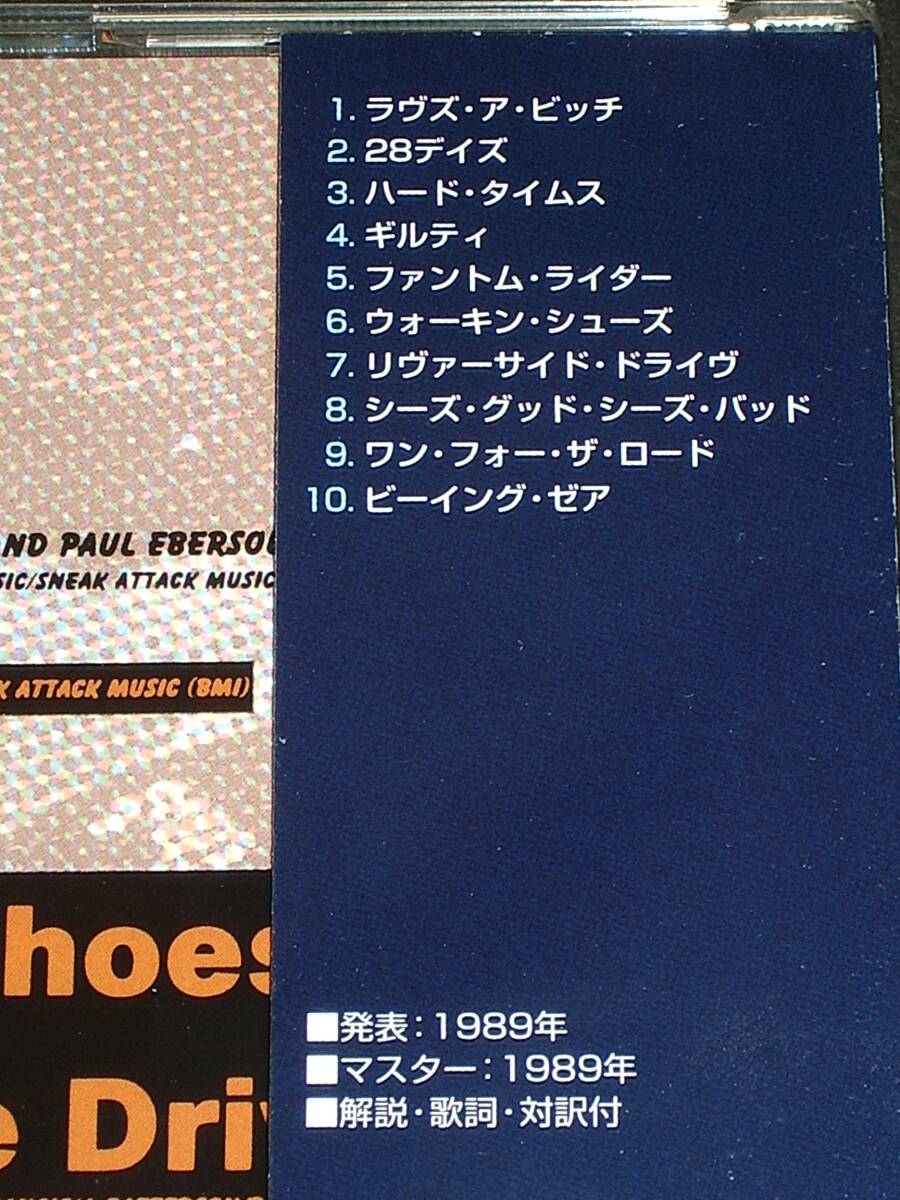 1. ラヴズ・ア・ビッチ
2. 28デイズ
3. ハード・タイムス
4. ギルティ
5. ファントム・ライダー
6. ウォーキン・シューズ
7. リヴァーサイド・ドライヴ
8. シーズ・グッド・シーズ・バッド
9. ワン・フォー・ザ・ロード
10. ビーイング・ゼア
ND PAUL EBERSO
SIC/SNEAK ATTACK MUSIC
K ATTACK MUSIC (BMI)
hoes
e Driv
■発表：1989年
■マスター：1989年
■解説・歌詞・対訳付